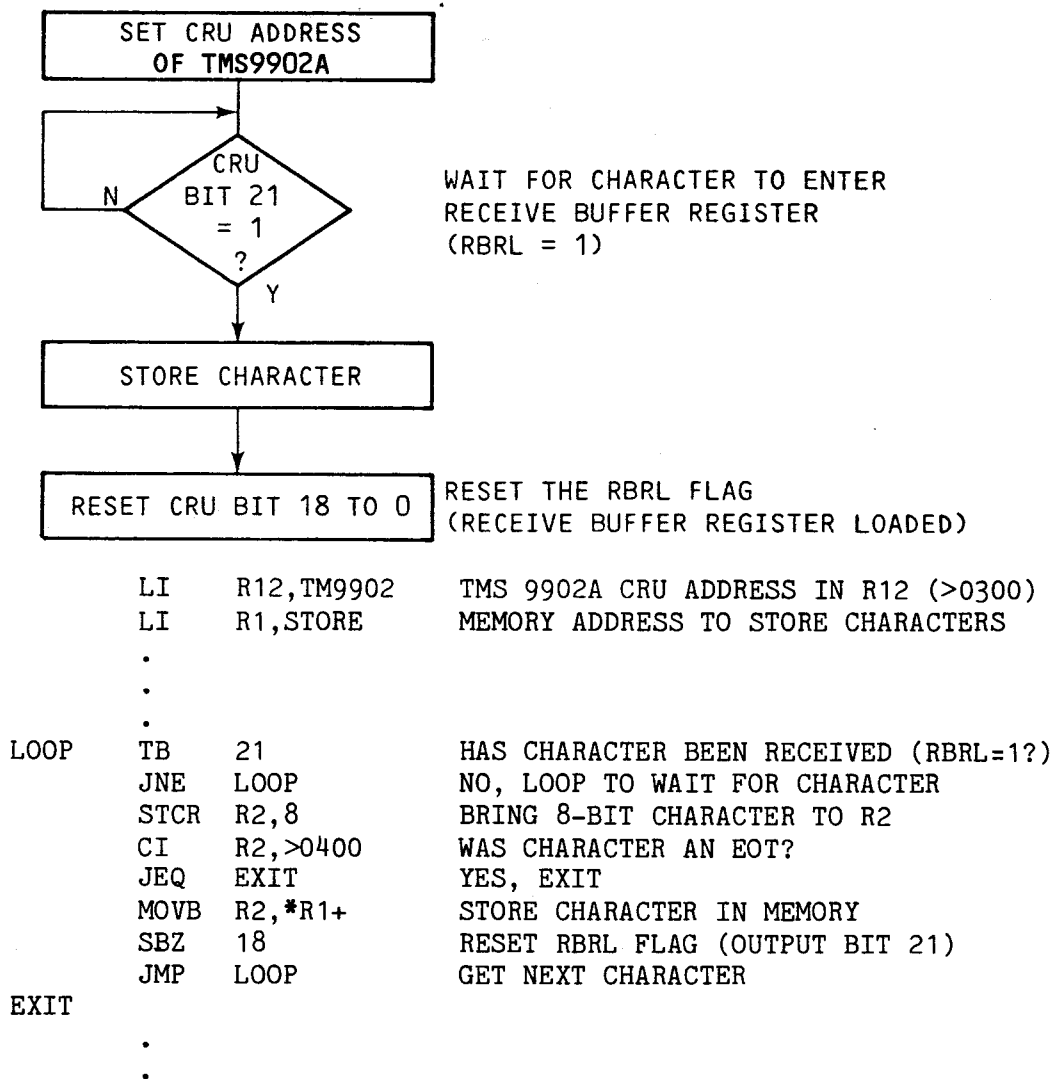 SET CRU ADDRESS
OF TMS9902A
CRU
BIT 21
= 1
?
N
Y
WAIT FOR CHARACTER TO ENTER
RECEIVE BUFFER REGISTER
(RBRL = 1)
STORE CHARACTER
RESET CRU BIT 18 TO 0
RESET THE RBRL FLAG
(RECEIVE BUFFER REGISTER LOADED)
LI R12,TM9902 TMS 9902A CRU ADDRESS IN R12 (>0300)
LI R1,STORE MEMORY ADDRESS TO STORE CHARACTERS
.
.
.
LOOP TB 21 HAS CHARACTER BEEN RECEIVED (RBRL=1?)
JNE LOOP NO, LOOP TO WAIT FOR CHARACTER
STCR R2,8 BRING 8-BIT CHARACTER TO R2
CI R2,>0400 WAS CHARACTER AN EOT?
JEQ EXIT YES, EXIT
MOVB R2,*R1+ STORE CHARACTER IN MEMORY
SBZ 18 RESET RBRL FLAG (OUTPUT BIT 21)
JMP LOOP GET NEXT CHARACTER
EXIT
.
.